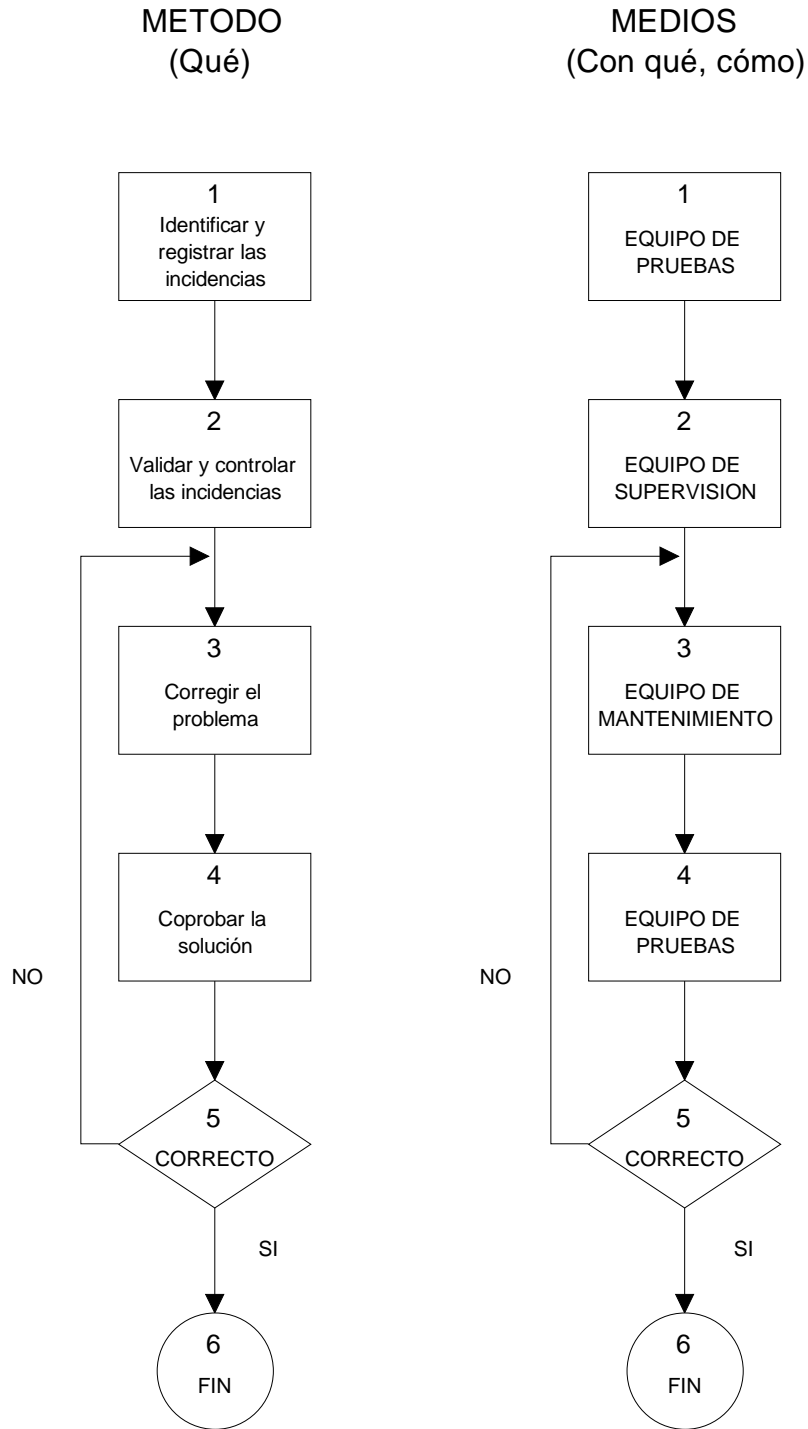 METODO
(Qué)
1
Identificar y
registrar las
incidencias
2
Validar y controlar
las incidencias
3
Corregir el
problema
4
Coprobar la
solución
NO
5
CORRECTO
SI
6
FIN
MEDIOS
(Con qué, cómo)
1
EQUIPO DE
PRUEBAS
2
EQUIPO DE
SUPERVISION
3
EQUIPO DE
MANTENIMIENTO
4
EQUIPO DE
PRUEBAS
NO
5
CORRECTO
SI
6
FIN